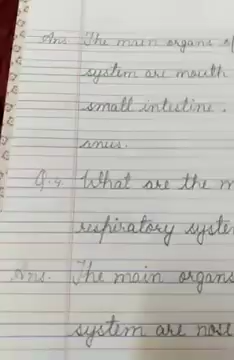 Ans The main organs of
system are mouth
small intestine.
anus.
Q.4. What are the m
respiratory syste
Ans. The main organs
system are nose